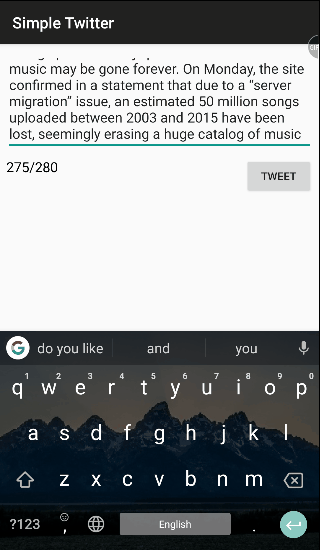 Simple Twitter
music may be gone forever. On Monday, the site
confirmed in a statement that due to a “server
migration” issue, an estimated 50 million songs
uploaded between 2003 and 2015 have been
lost, seemingly erasing a huge catalog of music
275/280
TWEET
G do you like and you
1 2 3 4 5 6 7 8 9 0
q w e r t y u i o p
a s d f g h j k l
z x c v b n m
?123 , English .